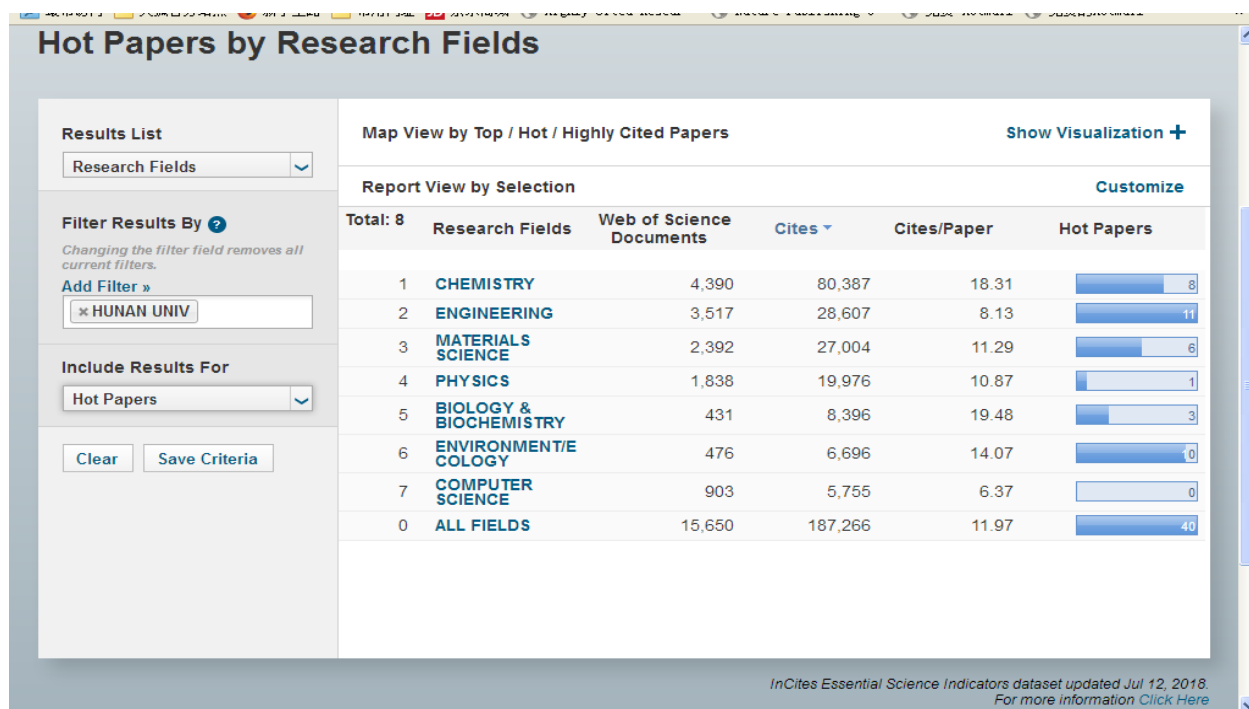 Hot Papers by Research Fields
Results List
Research Fields
Filter Results By ?
Changing the filter field removes all
current filters.
Add Filter »
× HUNAN UNIV
Include Results For
Hot Papers
Clear Save Criteria
Map View by Top / Hot / Highly Cited Papers Show Visualization +
Report View by Selection Customize
Total: 8 Research Fields Web of Science Documents Cites Cites/Paper Hot Papers
1 CHEMISTRY 4,390 80,387 18.31 8
2 ENGINEERING 3,517 28,607 8.13 11
3 MATERIALS SCIENCE 2,392 27,004 11.29 6
4 PHYSICS 1,838 19,976 10.87 1
5 BIOLOGY & BIOCHEMISTRY 431 8,396 19.48 3
6 ENVIRONMENT/E COLOGY 476 6,696 14.07 10
7 COMPUTER SCIENCE 903 5,755 6.37 0
0 ALL FIELDS 15,650 187,266 11.97 40
InCites Essential Science Indicators dataset updated Jul 12, 2018.
For more information Click Here